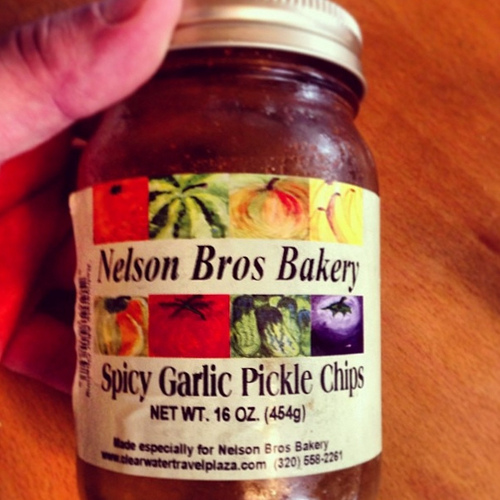 Nelson Bros Bakery
Spicy Garlic Pickle Chips
NET WT. 16 OZ. (454g)
Made especially for Nelson Bros Bakery
www.clearwatertravelplaza.com (320) 558-2261